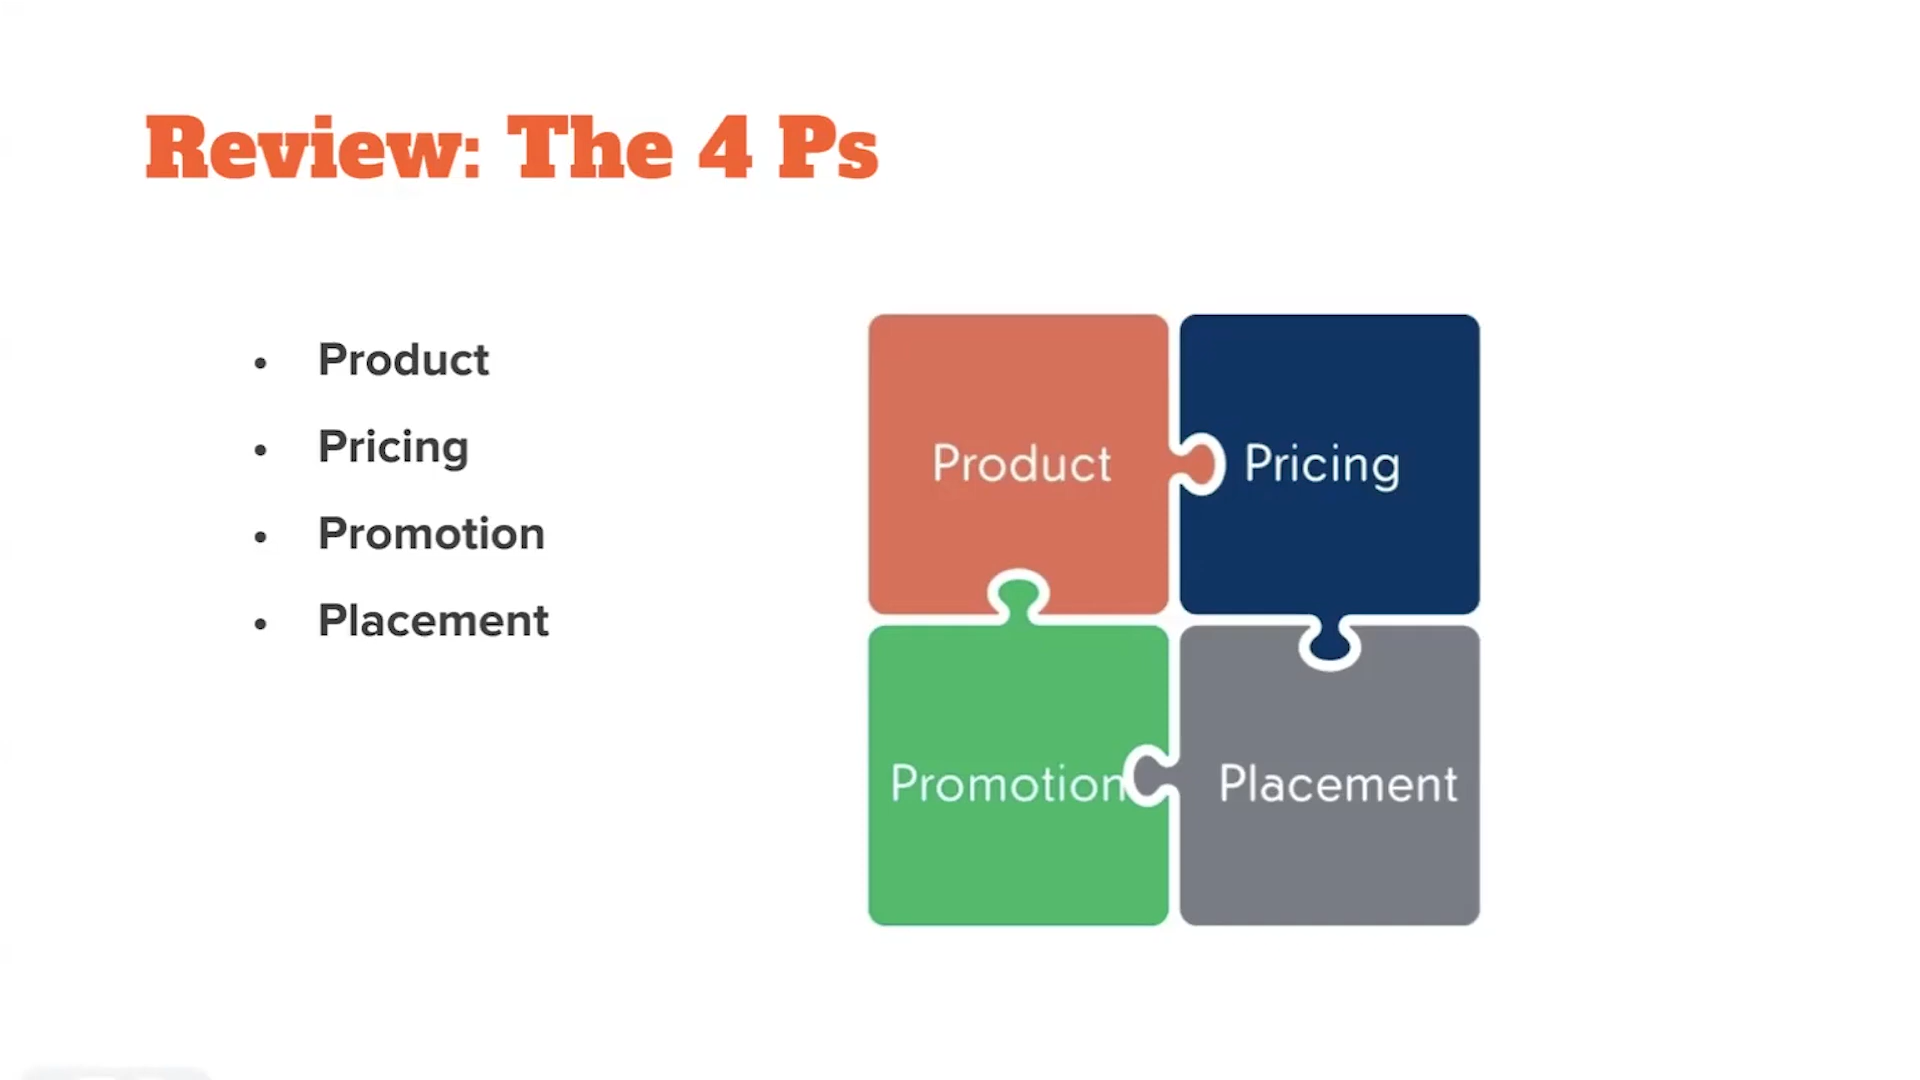 Review: The 4 Ps
• Product
• Pricing
• Promotion
• Placement
Product
Pricing
Promotion
Placement